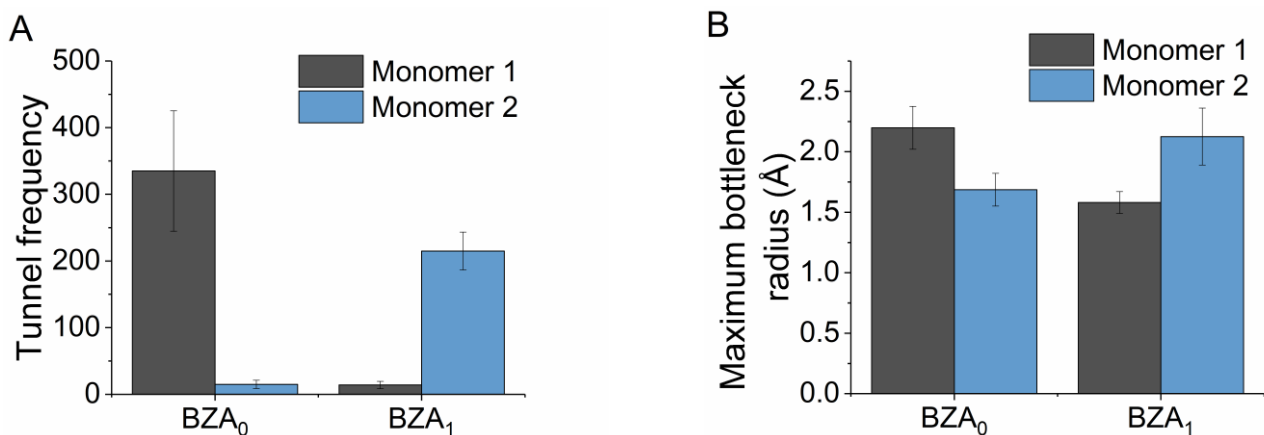 A
Tunnel frequency
500
400
300
200
100
0
Monomer 1
Monomer 2
BZA₀
BZA₁
B
Maximum bottleneck
radius (Å)
2.5
2.0
1.5
1.0
0.5
0.0
Monomer 1
Monomer 2
BZA₀
BZA₁